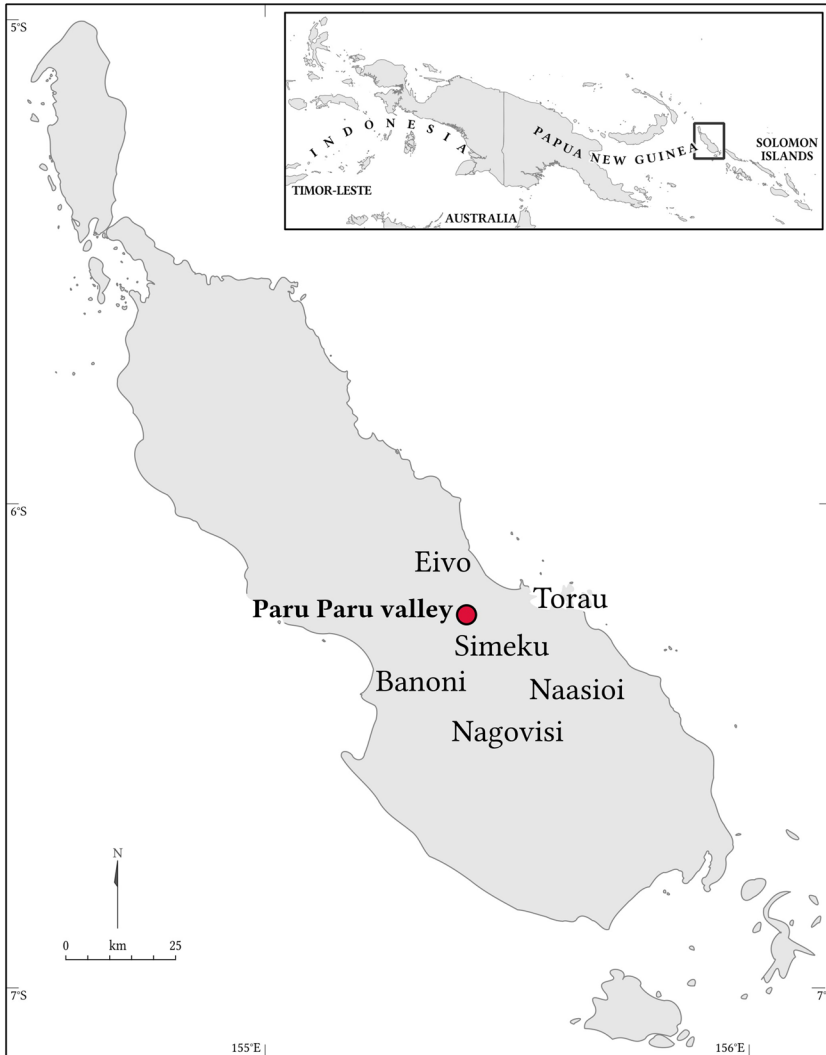 5°S
INDONESIA
PAPUA NEW GUINEA
SOLOMON
ISLANDS
TIMOR-LESTE
AUSTRALIA
6°S
Eivo
Torau
Paru Paru valley
Simeku
Banoni
Naasioi
Nagovisi
N
0 km 25
7°S
7°
155°E
156°E